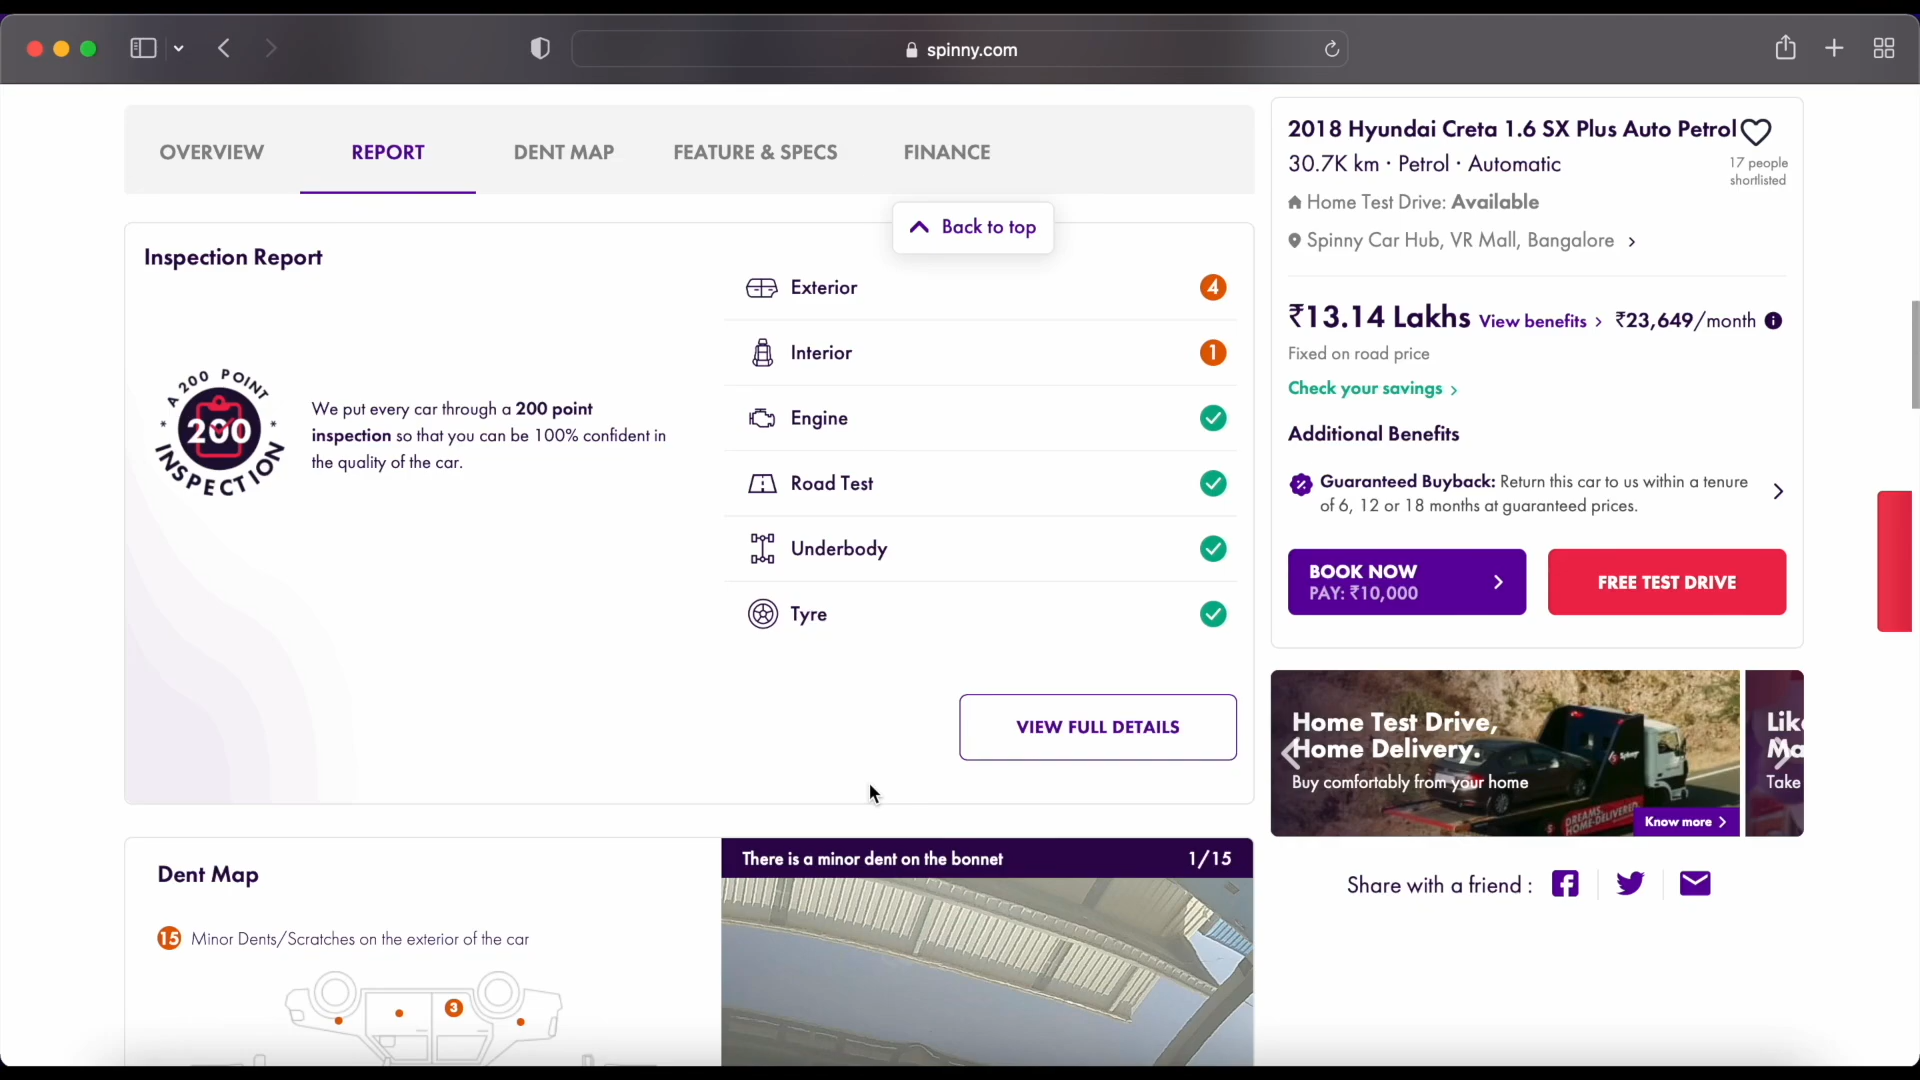 spinny.com
OVERVIEW
REPORT
DENT MAP
FEATURE & SPECS
FINANCE
Back to top
Inspection Report
A 200 POINT
200
INSPECTION
We put every car through a 200 point
inspection so that you can be 100% confident in
the quality of the car.
Exterior
4
Interior
1
Engine
Road Test
Underbody
Tyre
VIEW FULL DETAILS
Dent Map
15 Minor Dents/Scratches on the exterior of the car
3
There is a minor dent on the bonnet
1/15
2018 Hyundai Creta 1.6 SX Plus Auto Petrol
30.7K km · Petrol · Automatic
17 people
shortlisted
Home Test Drive: Available
Spinny Car Hub, VR Mall, Bangalore
₹13.14 Lakhs View benefits ₹23,649/month
Fixed on road price
Check your savings
Additional Benefits
Guaranteed Buyback: Return this car to us within a tenure
of 6, 12 or 18 months at guaranteed prices.
BOOK NOW
PAY: ₹10,000
FREE TEST DRIVE
Home Test Drive,
Home Delivery.
Buy comfortably from your home
DREAMS,
HOME-DELIVERED
Know more
Take
Share with a friend :